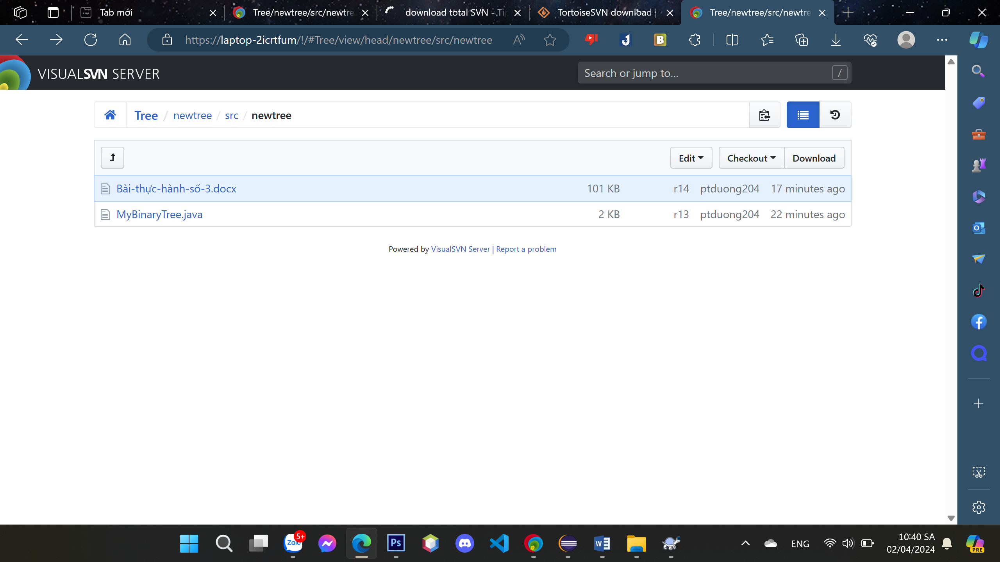 Tab mới
Tree/newtree/src/newtre
download total SVN - Tì
TortoiseSVN download |
Tree/newtree/src/newtre
https://laptop-2icrtfum/!/#Tree/view/head/newtree/src/newtree
VISUALSVN SERVER
Search or jump to...
/
Tree / newtree / src / newtree
Edit
Checkout
Download
Bài-thực-hành-số-3.docx 101 KB r14 ptduong204 17 minutes ago
MyBinaryTree.java 2 KB r13 ptduong204 22 minutes ago
Powered by VisualSVN Server | Report a problem
Zalo
5+
Ps
ENG
10:40 SA
02/04/2024
PRE